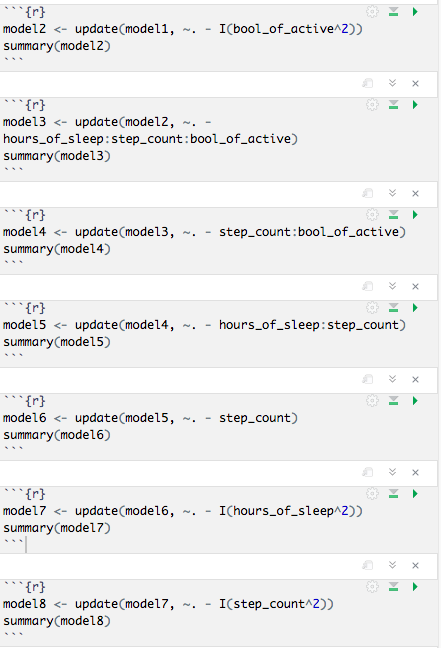 ```{r}
model2 <- update(model1, ~. - I(bool_of_active^2))
summary(model2)
```
```{r}
model3 <- update(model2, ~. -
hours_of_sleep:step_count:bool_of_active)
summary(model3)
```
```{r}
model4 <- update(model3, ~. - step_count:bool_of_active)
summary(model4)
```
```{r}
model5 <- update(model4, ~. - hours_of_sleep:step_count)
summary(model5)
```
```{r}
model6 <- update(model5, ~. - step_count)
summary(model6)
```
```{r}
model7 <- update(model6, ~. - I(hours_of_sleep^2))
summary(model7)
```
```{r}
model8 <- update(model7, ~. - I(step_count^2))
summary(model8)
```